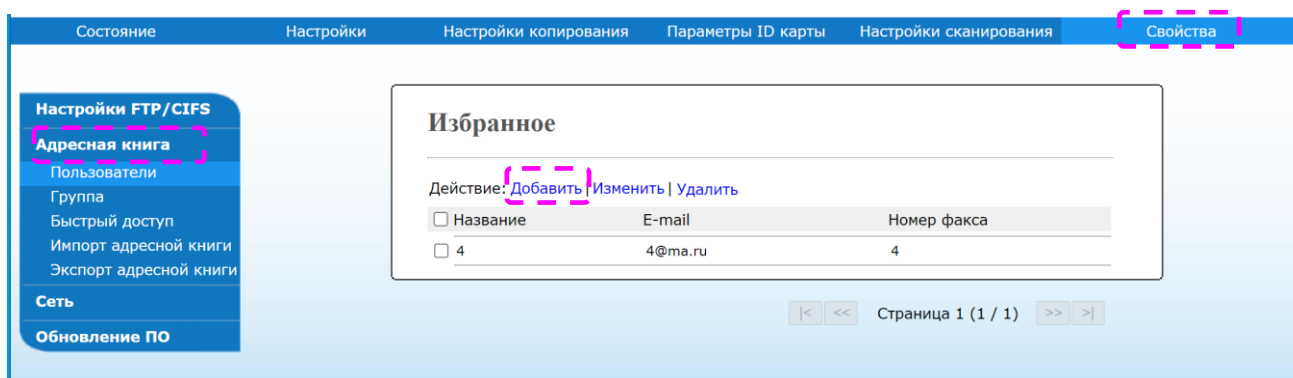 Состояние Настройки Настройки копирования Параметры ID карты Настройки сканирования Свойства
Настройки FTP/CIFS
Адресная книга
Пользователи
Группа
Быстрый доступ
Импорт адресной книги
Экспорт адресной книги
Сеть
Обновление ПО
Избранное
Действие: Добавить | Изменить | Удалить
Название E-mail Номер факса
4 4@ma.ru 4
|< << Страница 1 (1 / 1) >> >|